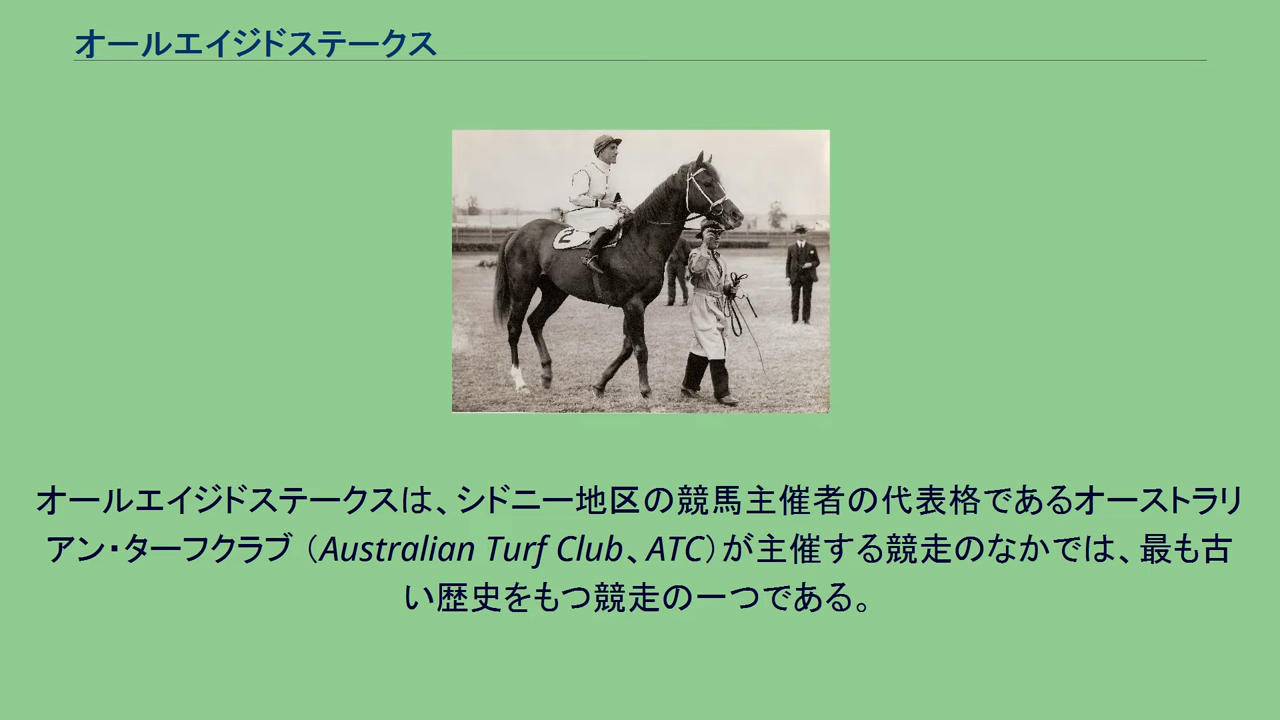 オールエイジドステークス
2
オールエイジドステークスは、シドニー地区の競馬主催者の代表格であるオーストラリ
アン・ターフクラブ（Australian Turf Club、ATC）が主催する競走のなかでは、最も古
い歴史をもつ競走の一つである。